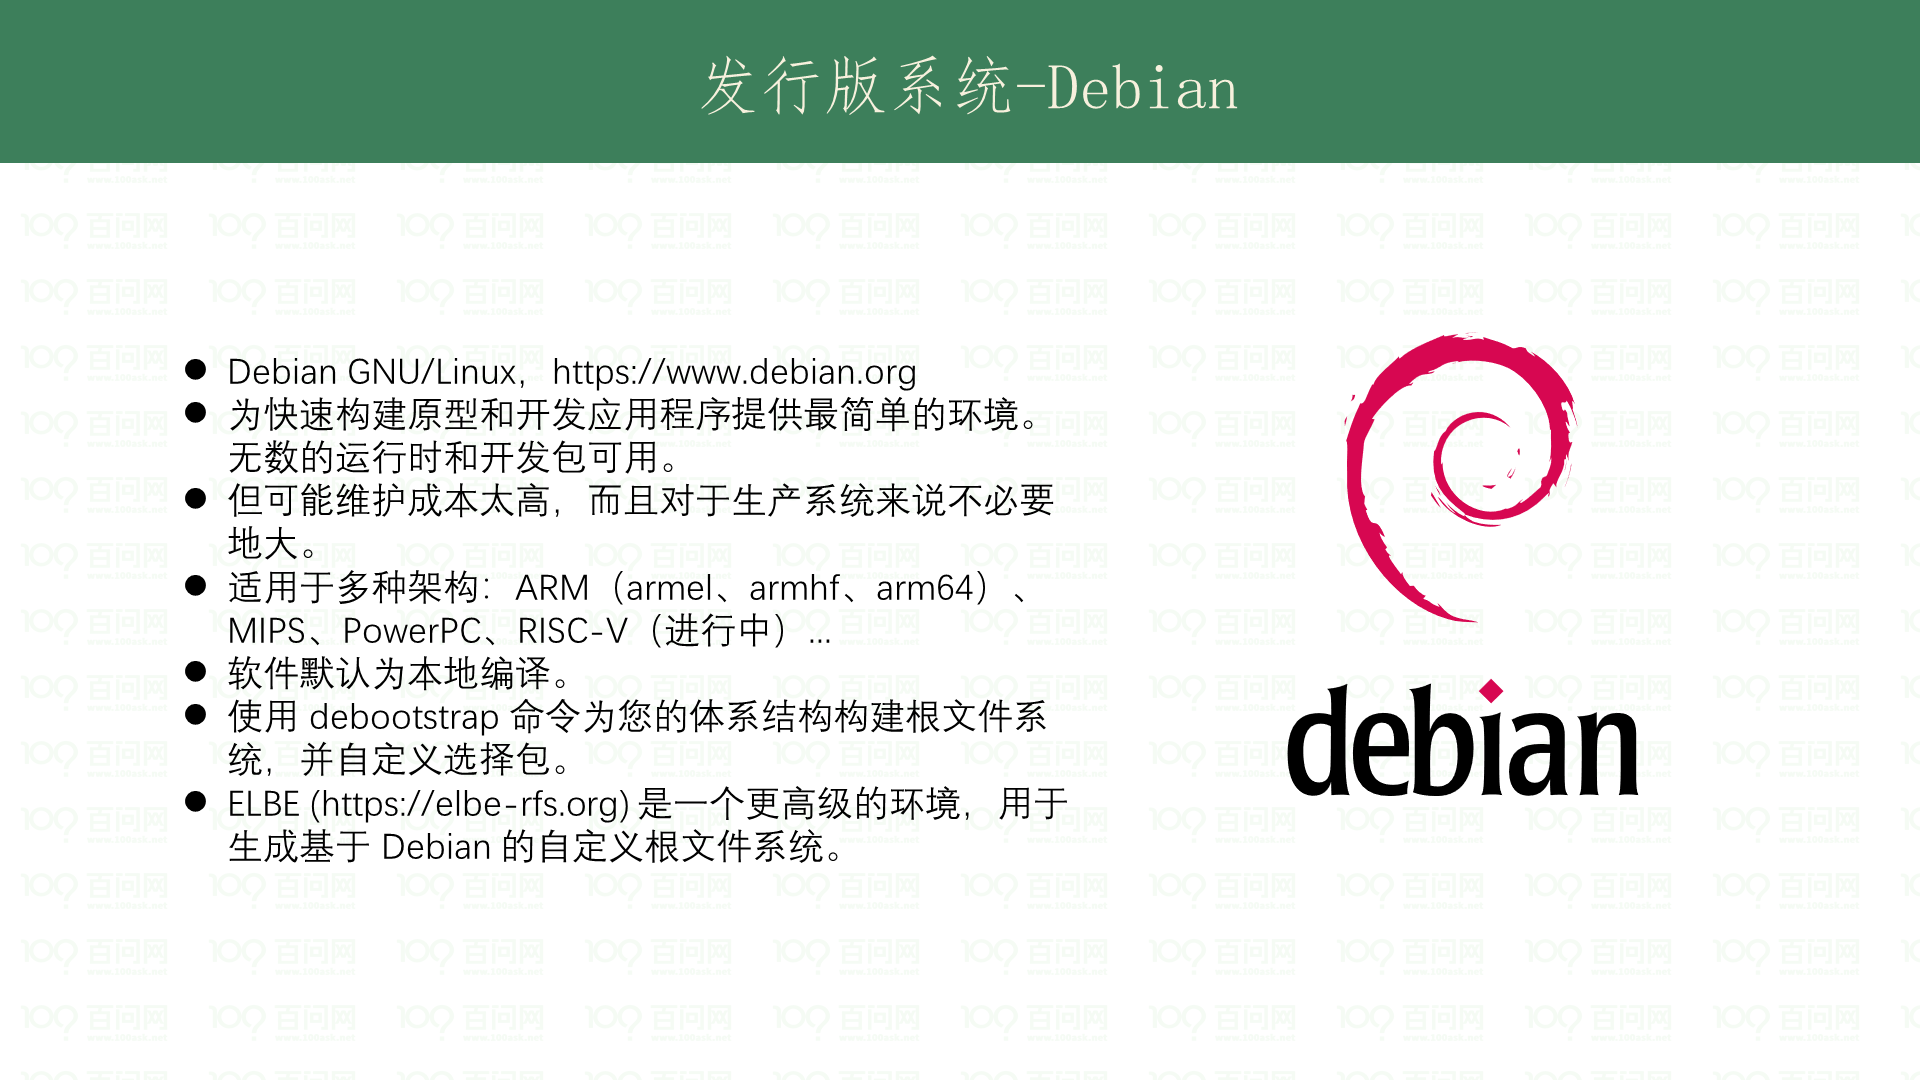 发行版系统-Debian
● Debian GNU/Linux，https://www.debian.org
● 为快速构建原型和开发应用程序提供最简单的环境。
无数的运行时和开发包可用。
● 但可能维护成本太高，而且对于生产系统来说不必要
地大。
● 适用于多种架构：ARM（armel、armhf、arm64）、
MIPS、PowerPC、RISC-V（进行中）...
● 软件默认为本地编译。
● 使用 debootstrap 命令为您的体系结构构建根文件系
统，并自定义选择包。
● ELBE (https://elbe-rfs.org) 是一个更高级的环境，用于
生成基于 Debian 的自定义根文件系统。
debian
百问网
www.100ask.net